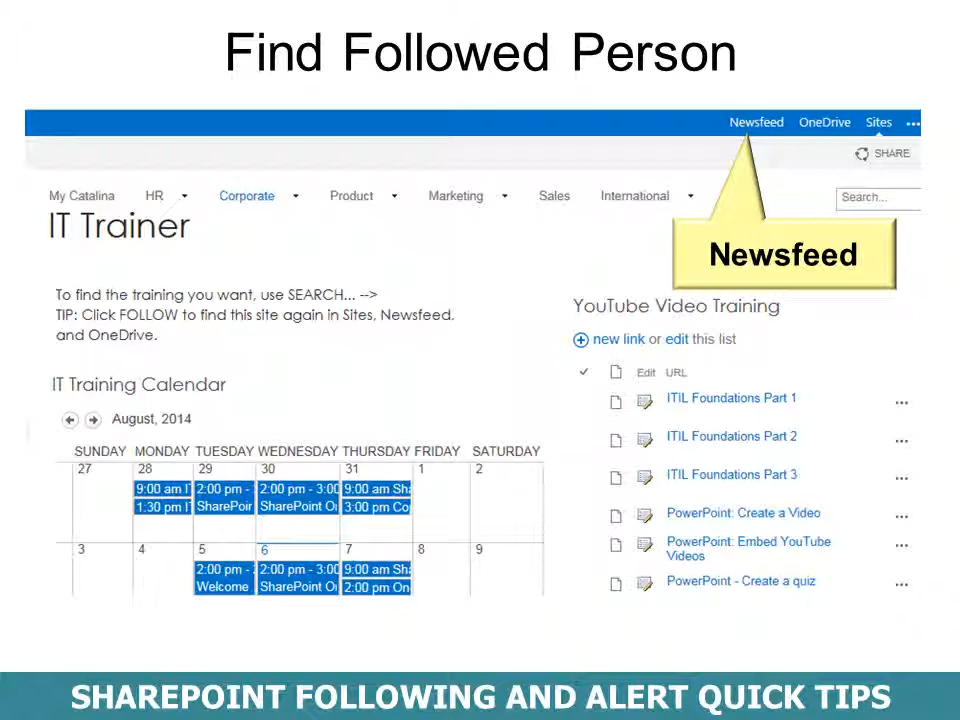 Find Followed Person
Newsfeed OneDrive Sites •••
SHARE
My Catalina HR Corporate Product Marketing Sales International
Search...
IT Trainer
Newsfeed
To find the training you want, use SEARCH... -->
TIP: Click FOLLOW to find this site again in Sites, Newsfeed,
and OneDrive.
YouTube Video Training
new link or edit this list
Edit URL
ITIL Foundations Part 1
ITIL Foundations Part 2
ITIL Foundations Part 3
PowerPoint: Create a Video
PowerPoint: Embed YouTube
Videos
PowerPoint - Create a quiz
IT Training Calendar
August, 2014
SUNDAY MONDAY TUESDAY WEDNESDAY THURSDAY FRIDAY SATURDAY
27 28 29 30 31 1 2
9:00 am 2:00 pm - 2:00 pm - 3:00 9:00 am Sha
1:30 pm SharePoin SharePoint O 3:00 pm Co
3 4 5 6 7 8 9
2:00 pm - 2:00 pm - 3:00 9:00 am Sha
Welcome SharePoint O 2:00 pm On
SHAREPOINT FOLLOWING AND ALERT QUICK TIPS